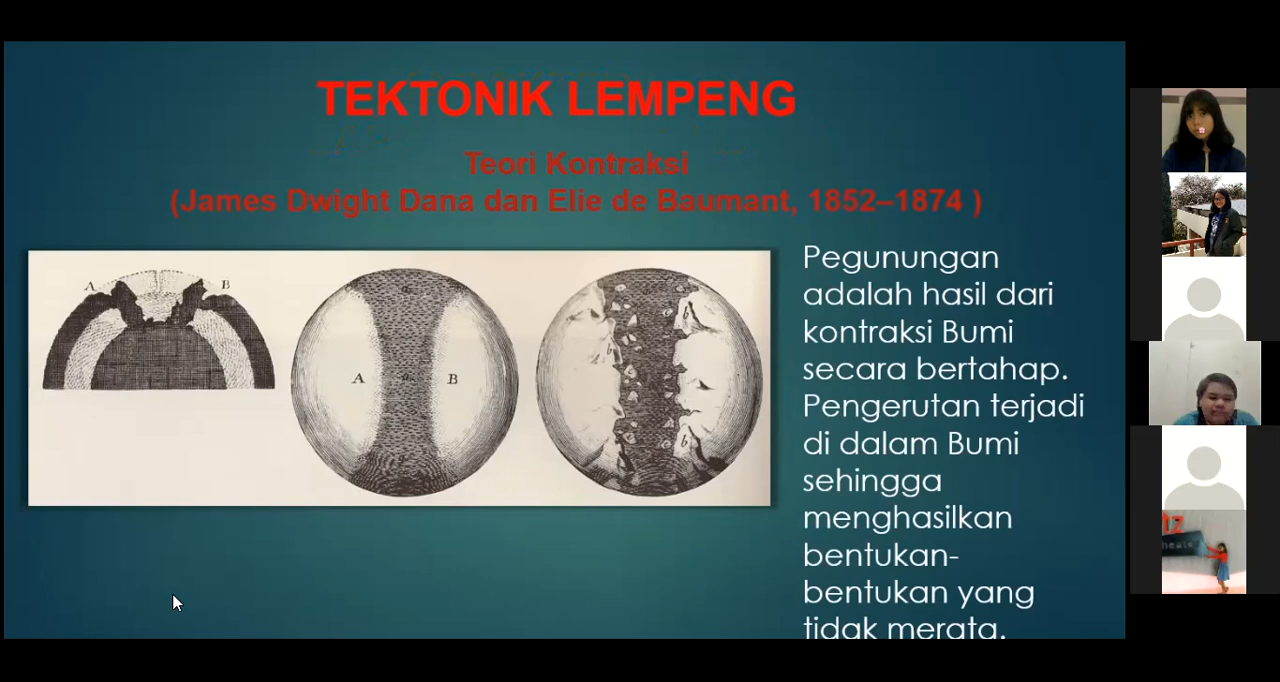 TEKTONIK LEMPENG
Teori Kontraksi
(James Dwight Dana dan Elie de Baumant, 1852–1874 )
A
B
a
a
A
B
b
b
Pegunungan
adalah hasil dari
kontraksi Bumi
secara bertahap.
Pengerutan terjadi
di dalam Bumi
sehingga
menghasilkan
bentukan-
bentukan yang
tidak merata.
tz